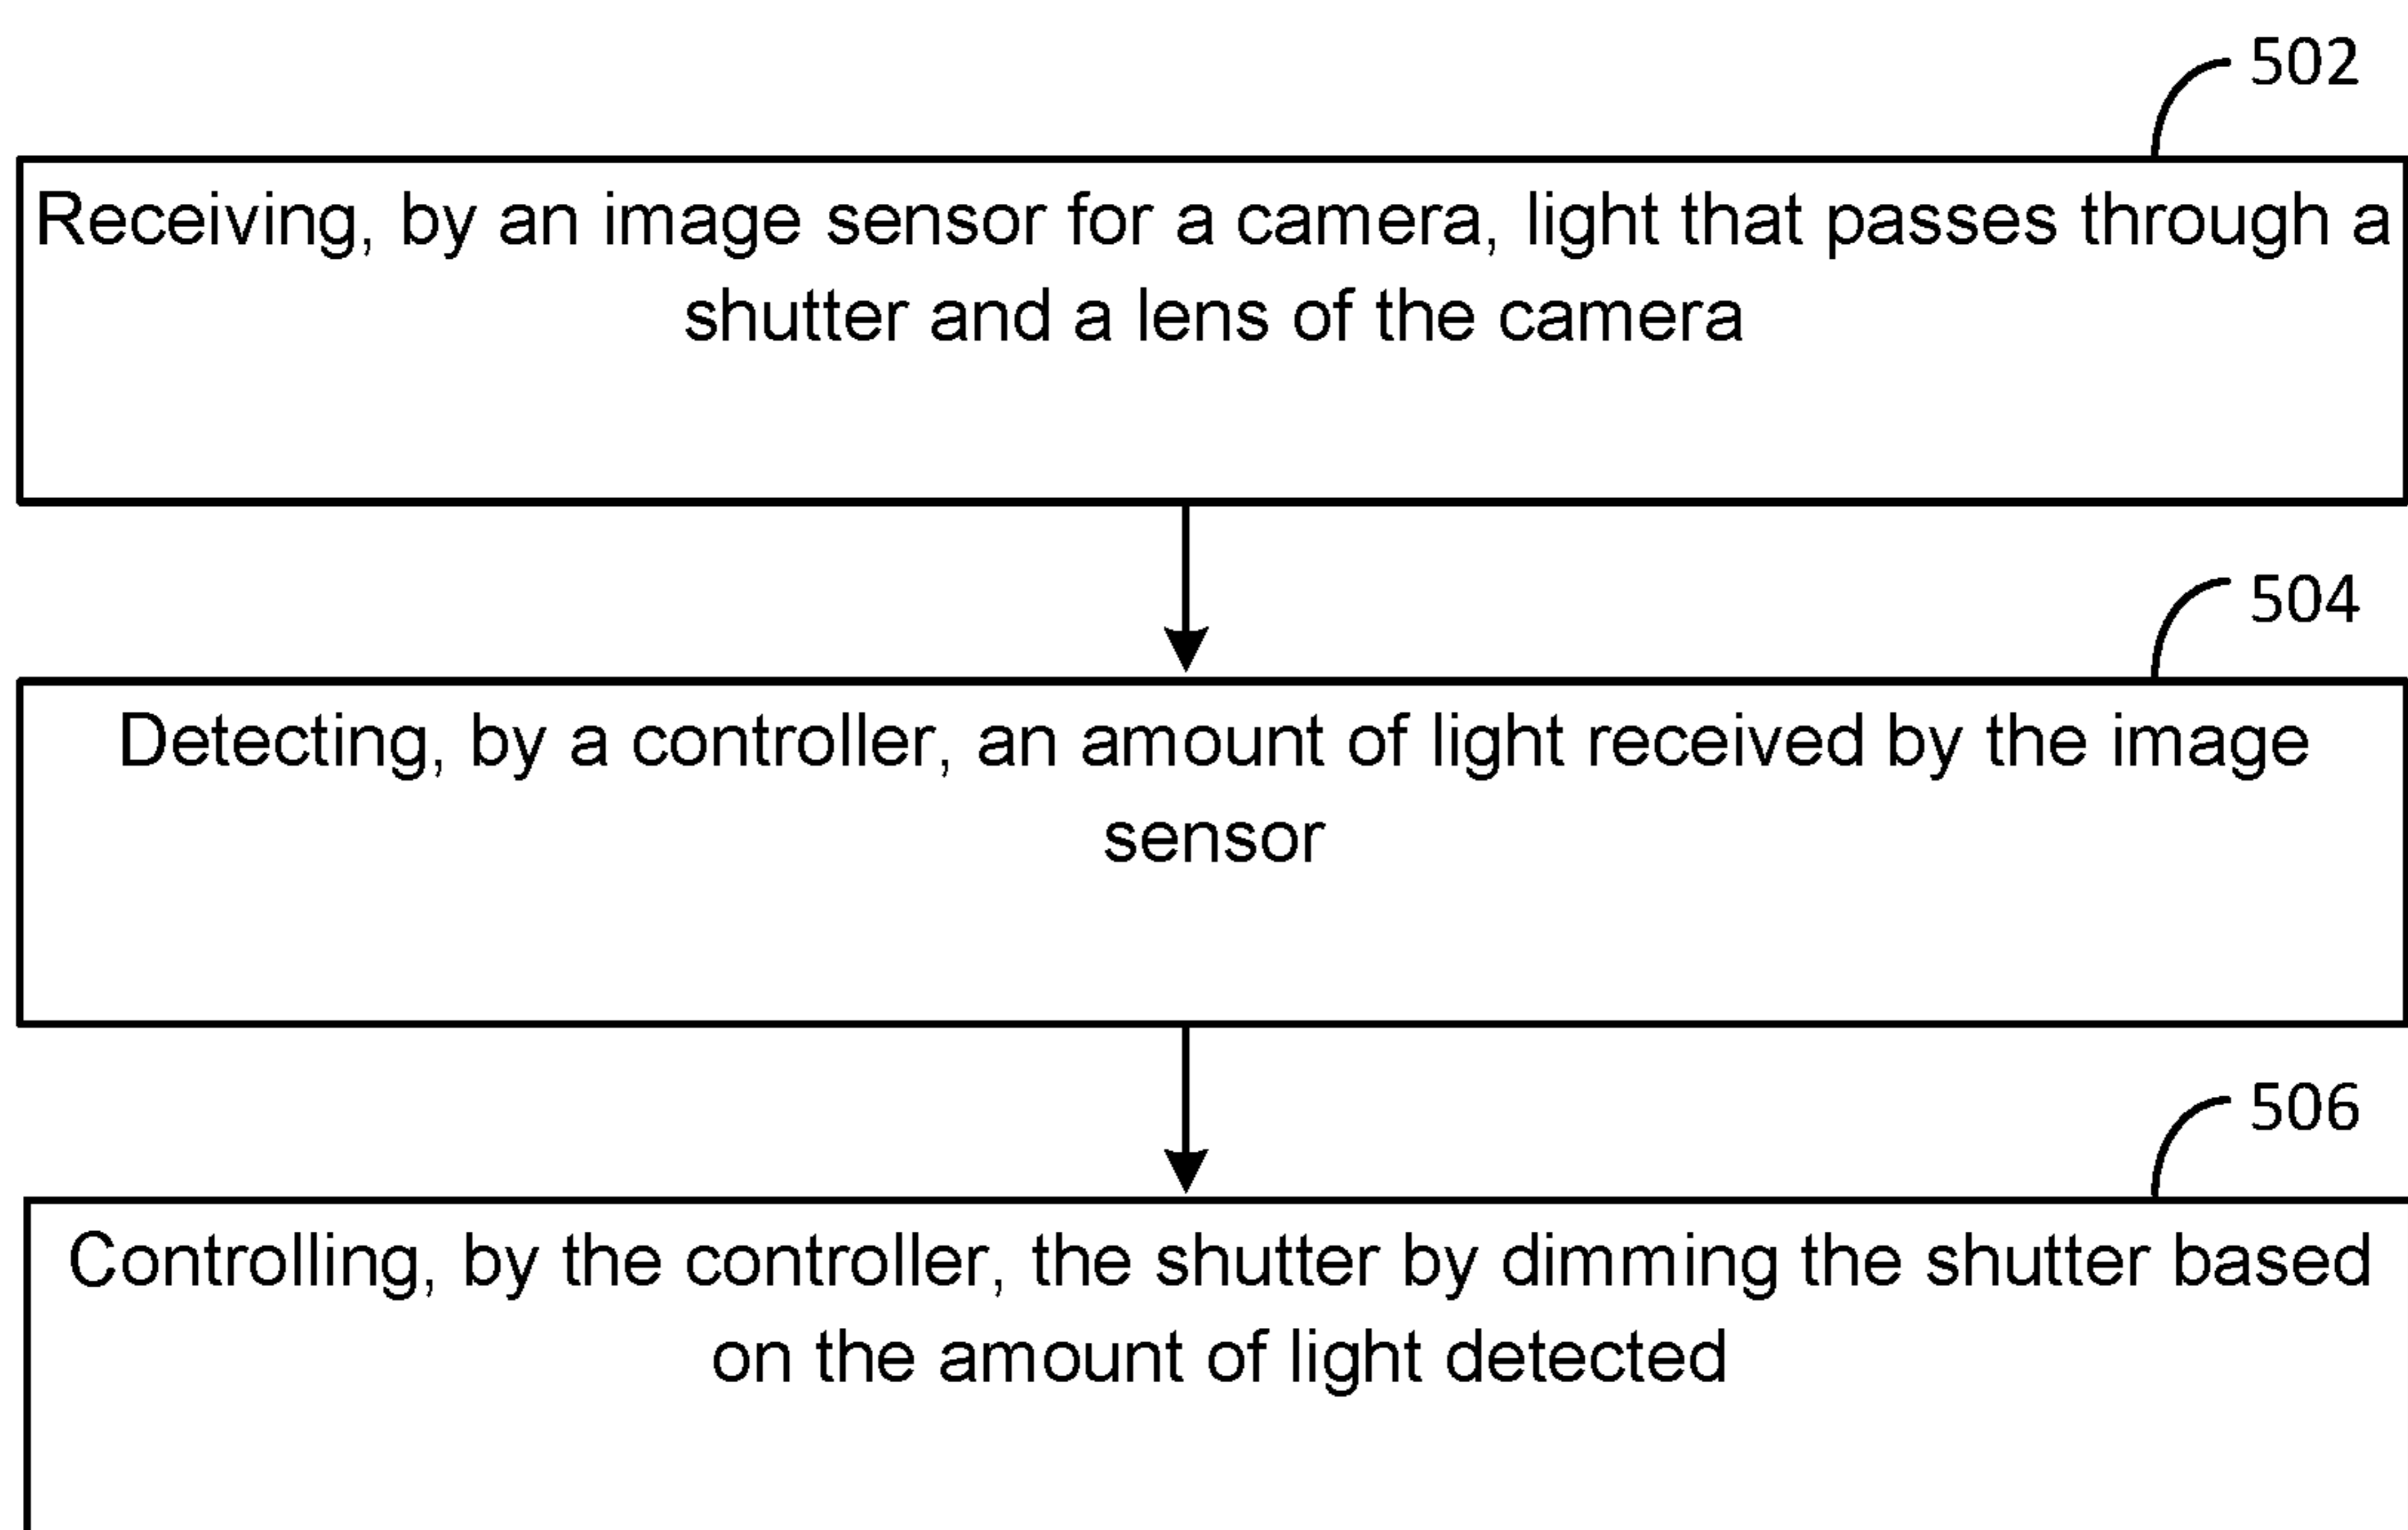 502
Receiving, by an image sensor for a camera, light that passes through a
shutter and a lens of the camera
504
Detecting, by a controller, an amount of light received by the image
sensor
506
Controlling, by the controller, the shutter by dimming the shutter based
on the amount of light detected